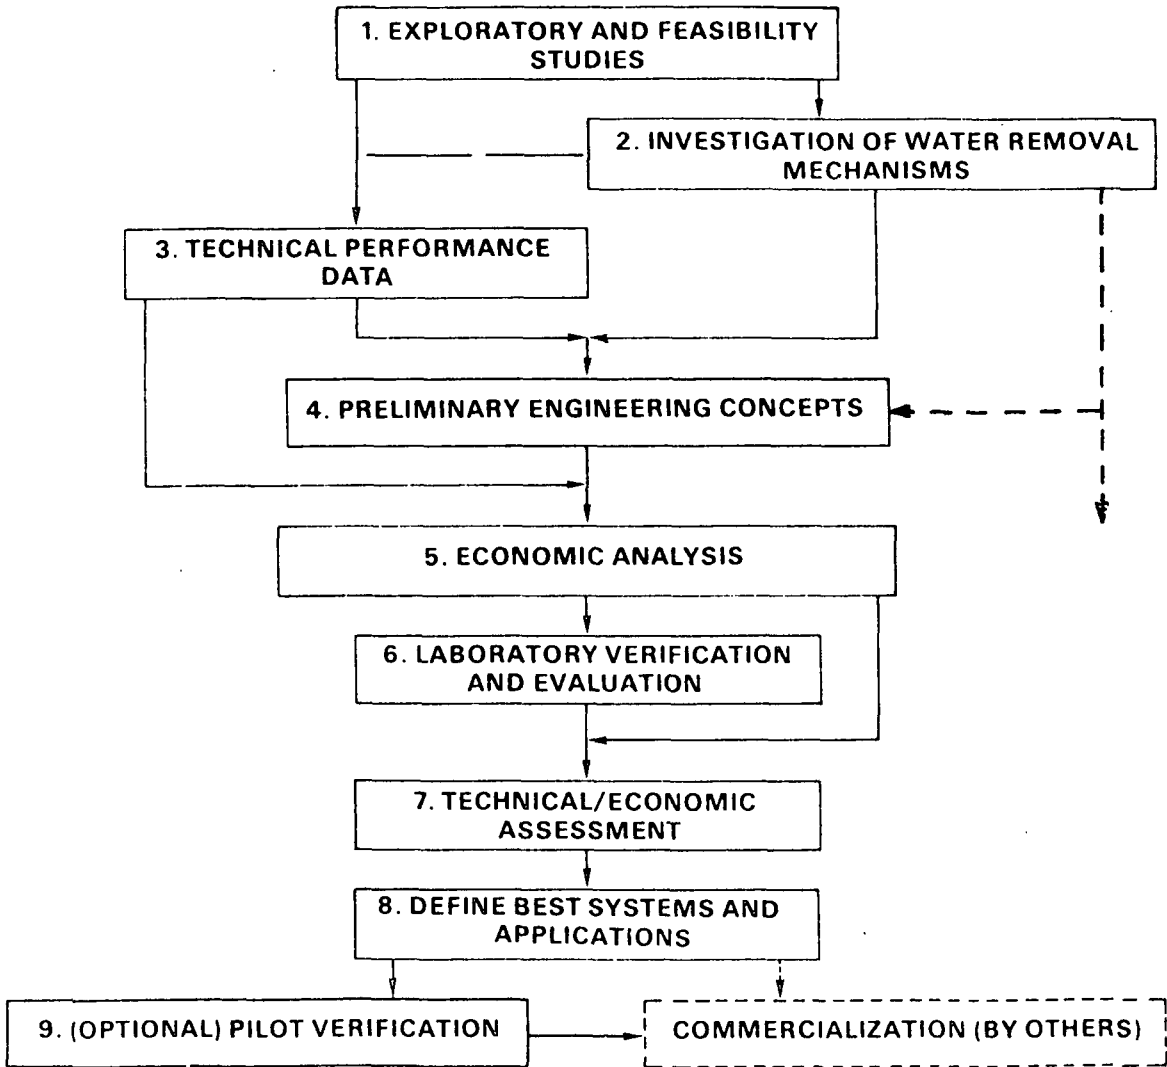 1. EXPLORATORY AND FEASIBILITY
STUDIES
2. INVESTIGATION OF WATER REMOVAL
MECHANISMS
3. TECHNICAL PERFORMANCE
DATA
4. PRELIMINARY ENGINEERING CONCEPTS
5. ECONOMIC ANALYSIS
6. LABORATORY VERIFICATION
AND EVALUATION
7. TECHNICAL/ECONOMIC
ASSESSMENT
8. DEFINE BEST SYSTEMS AND
APPLICATIONS
9. (OPTIONAL) PILOT VERIFICATION
COMMERCIALIZATION (BY OTHERS)